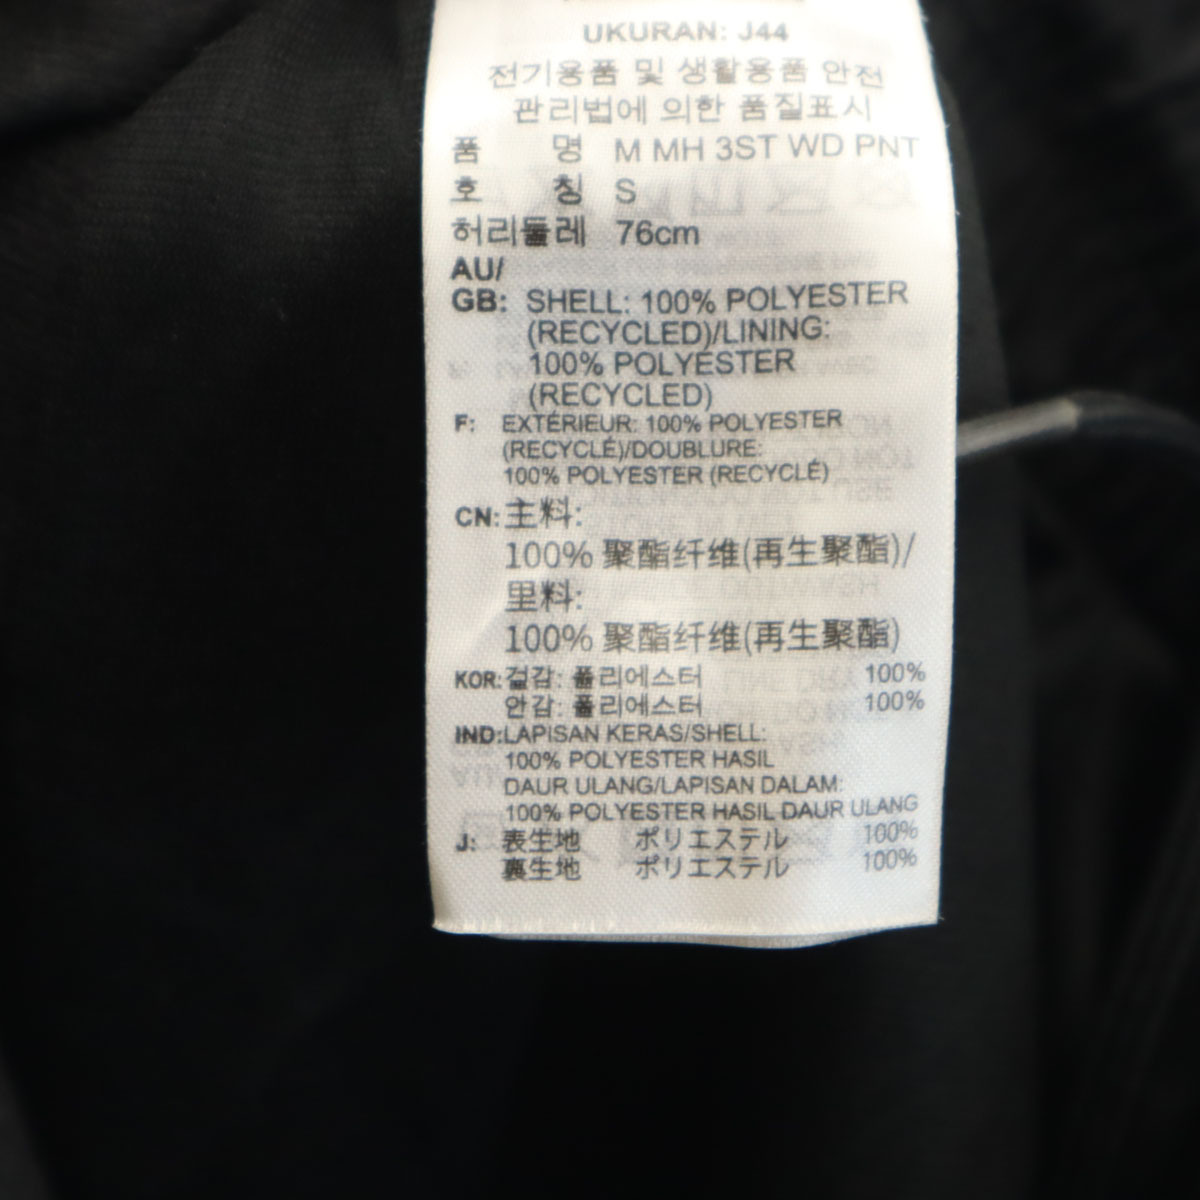 UKURAN: J44
전기용품 및 생활용품 안전
관리법에 의한 품질표시
품 명 M MH 3ST WD PNT
호 칭 S
허리둘레 76cm
AU/
GB: SHELL: 100% POLYESTER
(RECYCLED)/LINING:
100% POLYESTER
(RECYCLED)
F: EXTÉRIEUR: 100% POLYESTER
(RECYCLÉ)/DOUBLURE:
100% POLYESTER (RECYCLÉ)
CN: 主料:
100% 聚酯纤维(再生聚酯)/
里料:
100% 聚酯纤维(再生聚酯)
KOR: 겉감: 폴리에스터 100%
안감: 폴리에스터 100%
IND: LAPISAN KERAS/SHELL:
100% POLYESTER HASIL
DAUR ULANG/LAPISAN DALAM:
100% POLYESTER HASIL DAUR ULANG
J: 表生地 ポリエステル 100%
裏生地 ポリエステル 100%